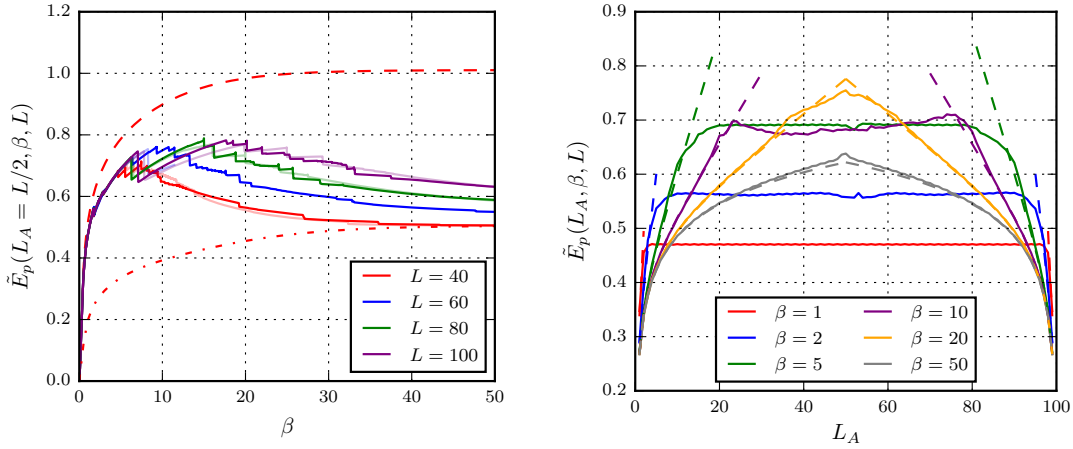 1.2
1.0
0.8
0.6
0.4
0.2
0.0
0 10 20 30 40 50
β
Ẽ_p(L_A = L/2, β, L)
L = 40
L = 60
L = 80
L = 100
0.9
0.8
0.7
0.6
0.5
0.4
0.3
0.2
0 20 40 60 80 100
L_A
Ẽ_p(L_A, β, L)
β = 1
β = 2
β = 5
β = 10
β = 20
β = 50